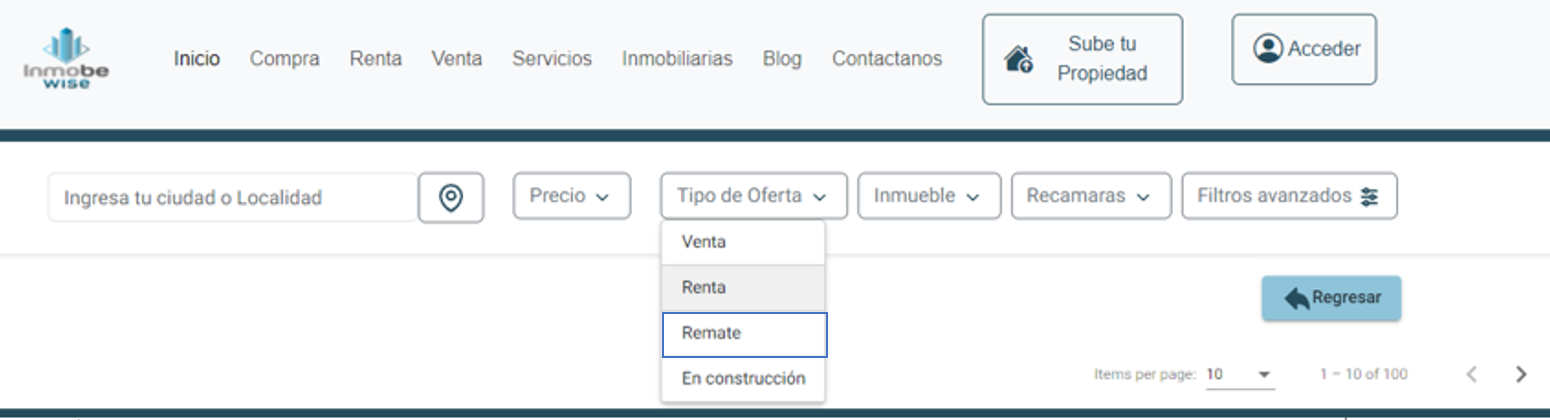 Inmobe
wise
Inicio
Compra
Renta
Venta
Servicios
Inmobiliarias
Blog
Contactanos
Sube tu
Propiedad
Acceder
Ingresa tu ciudad o Localidad
Precio
Tipo de Oferta
Inmueble
Recamaras
Filtros avanzados
Venta
Renta
Remate
En construcción
Regresar
Items per page: 10
1 – 10 of 100